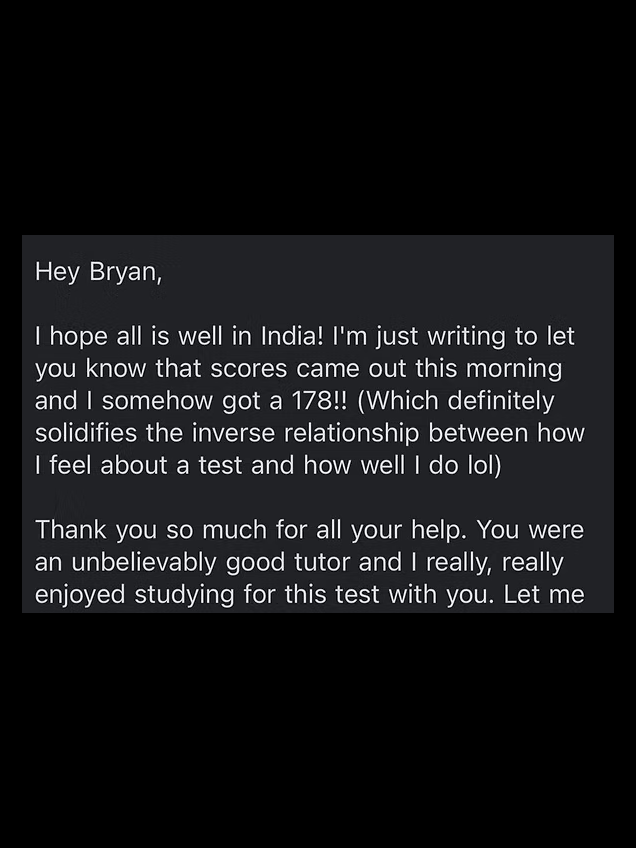 Hey Bryan,
I hope all is well in India! I'm just writing to let
you know that scores came out this morning
and I somehow got a 178!! (Which definitely
solidifies the inverse relationship between how
I feel about a test and how well I do lol)
Thank you so much for all your help. You were
an unbelievably good tutor and I really, really
enjoyed studying for this test with you. Let me